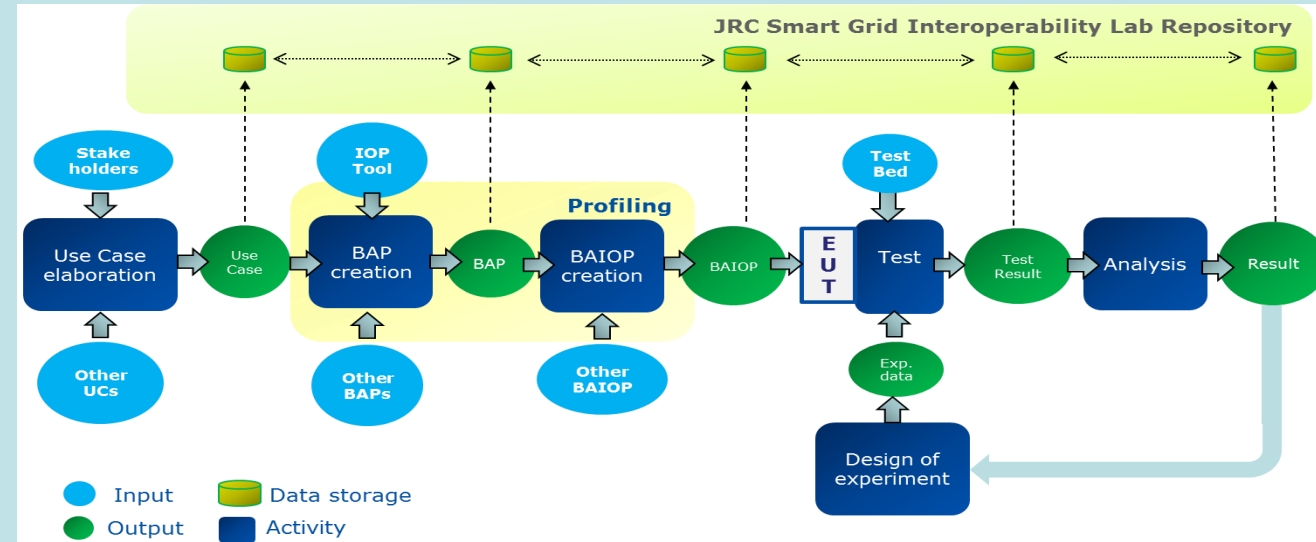 JRC Smart Grid Interoperability Lab Repository
Stake
holders
IOP
Tool
Test
Bed
Profiling
Use Case
elaboration
Use
Case
BAP
creation
BAP
BAIOP
creation
BAIOP
E
U
T
Test
Test
Result
Analysis
Result
Other
UCs
Other
BAPs
Other
BAIOP
Exp.
data
Design of
experiment
Input
Data storage
Output
Activity